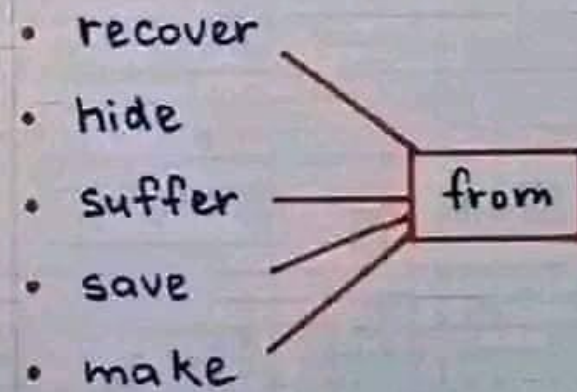 • recover
• hide
• suffer
from
• save
• make